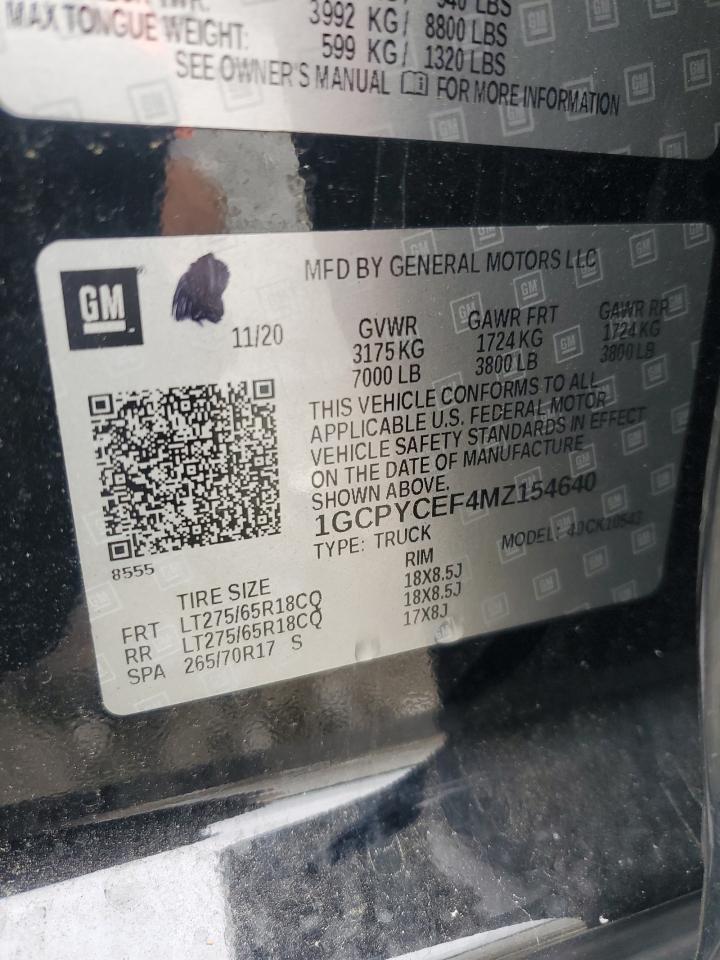 LBS
3992 KG/ 8800 LBS
MAX TONGUE WEIGHT: 599 KG/ 1320 LBS
SEE OWNER'S MANUAL FOR MORE INFORMATION
GM
MFD BY GENERAL MOTORS LLC
11/20
GVWR GAWR FRT GAWR RR
3175 KG 1724 KG 1724 KG
7000 LB 3800 LB 3800 LB
THIS VEHICLE CONFORMS TO ALL
APPLICABLE U.S. FEDERAL MOTOR
VEHICLE SAFETY STANDARDS IN EFFECT
ON THE DATE OF MANUFACTURE
SHOWN ABOVE.
1GCPYCEF4MZ154640
TYPE: TRUCK MODEL:
8555
TIRE SIZE RIM
FRT LT275/65R18CQ 18X8.5J
RR LT275/65R18CQ 18X8.5J
SPA 265/70R17 S 17X8J